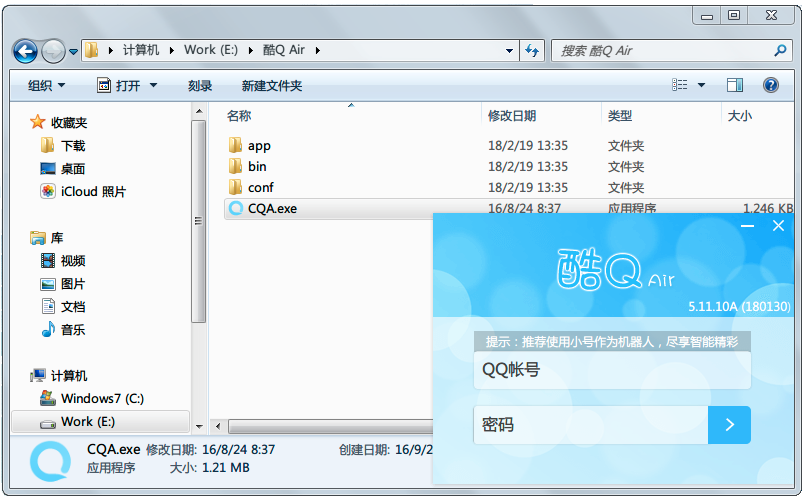 计算机 Work (E:) 酷Q Air
搜索 酷Q Air
组织 打开 刻录 新建文件夹
收藏夹
下载
桌面
iCloud 照片
库
视频
图片
文档
音乐
计算机
Windows7 (C:)
Work (E:)
名称 修改日期 类型 大小
app 18/2/19 13:35 文件夹
bin 18/2/19 13:35 文件夹
conf 18/2/19 13:35 文件夹
CQA.exe 16/8/24 8:37 应用程序 1,246 KB
酷Q Air
5.11.10A (180130)
提示：推荐使用小号作为机器人，尽享智能精彩
QQ帐号
密码
CQA.exe 修改日期: 16/8/24 8:37 创建日期: 16/9/2
应用程序 大小: 1.21 MB